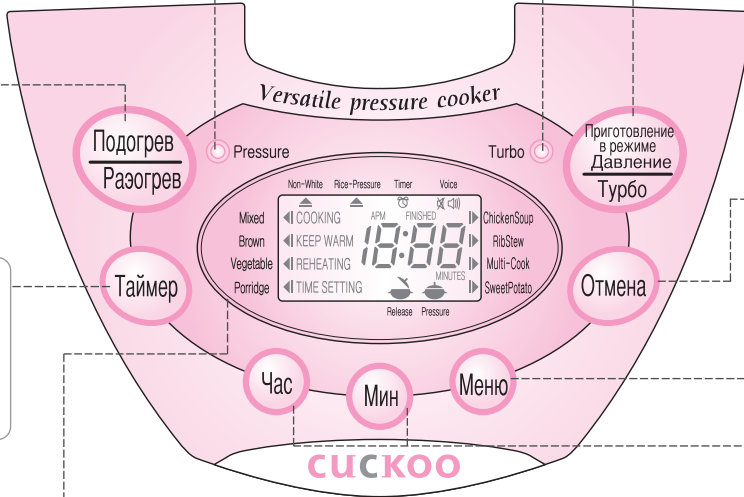 Versatile pressure cooker
Подогрев
Раэогрев
Pressure
Turbo
Приготовление
в режиме
Давление
Турбо
Non-White Rice-Pressure Timer Voice
Mixed COOKING APM FINISHED ChickenSoup
Brown KEEP WARM 18:88 RibStew
Vegetable REHEATING Multi-Cook
MINUTES
Porridge TIME SETTING SweetPotato
Release Pressure
Таймер
Отмена
Час
Мин
Меню
CUCKOO